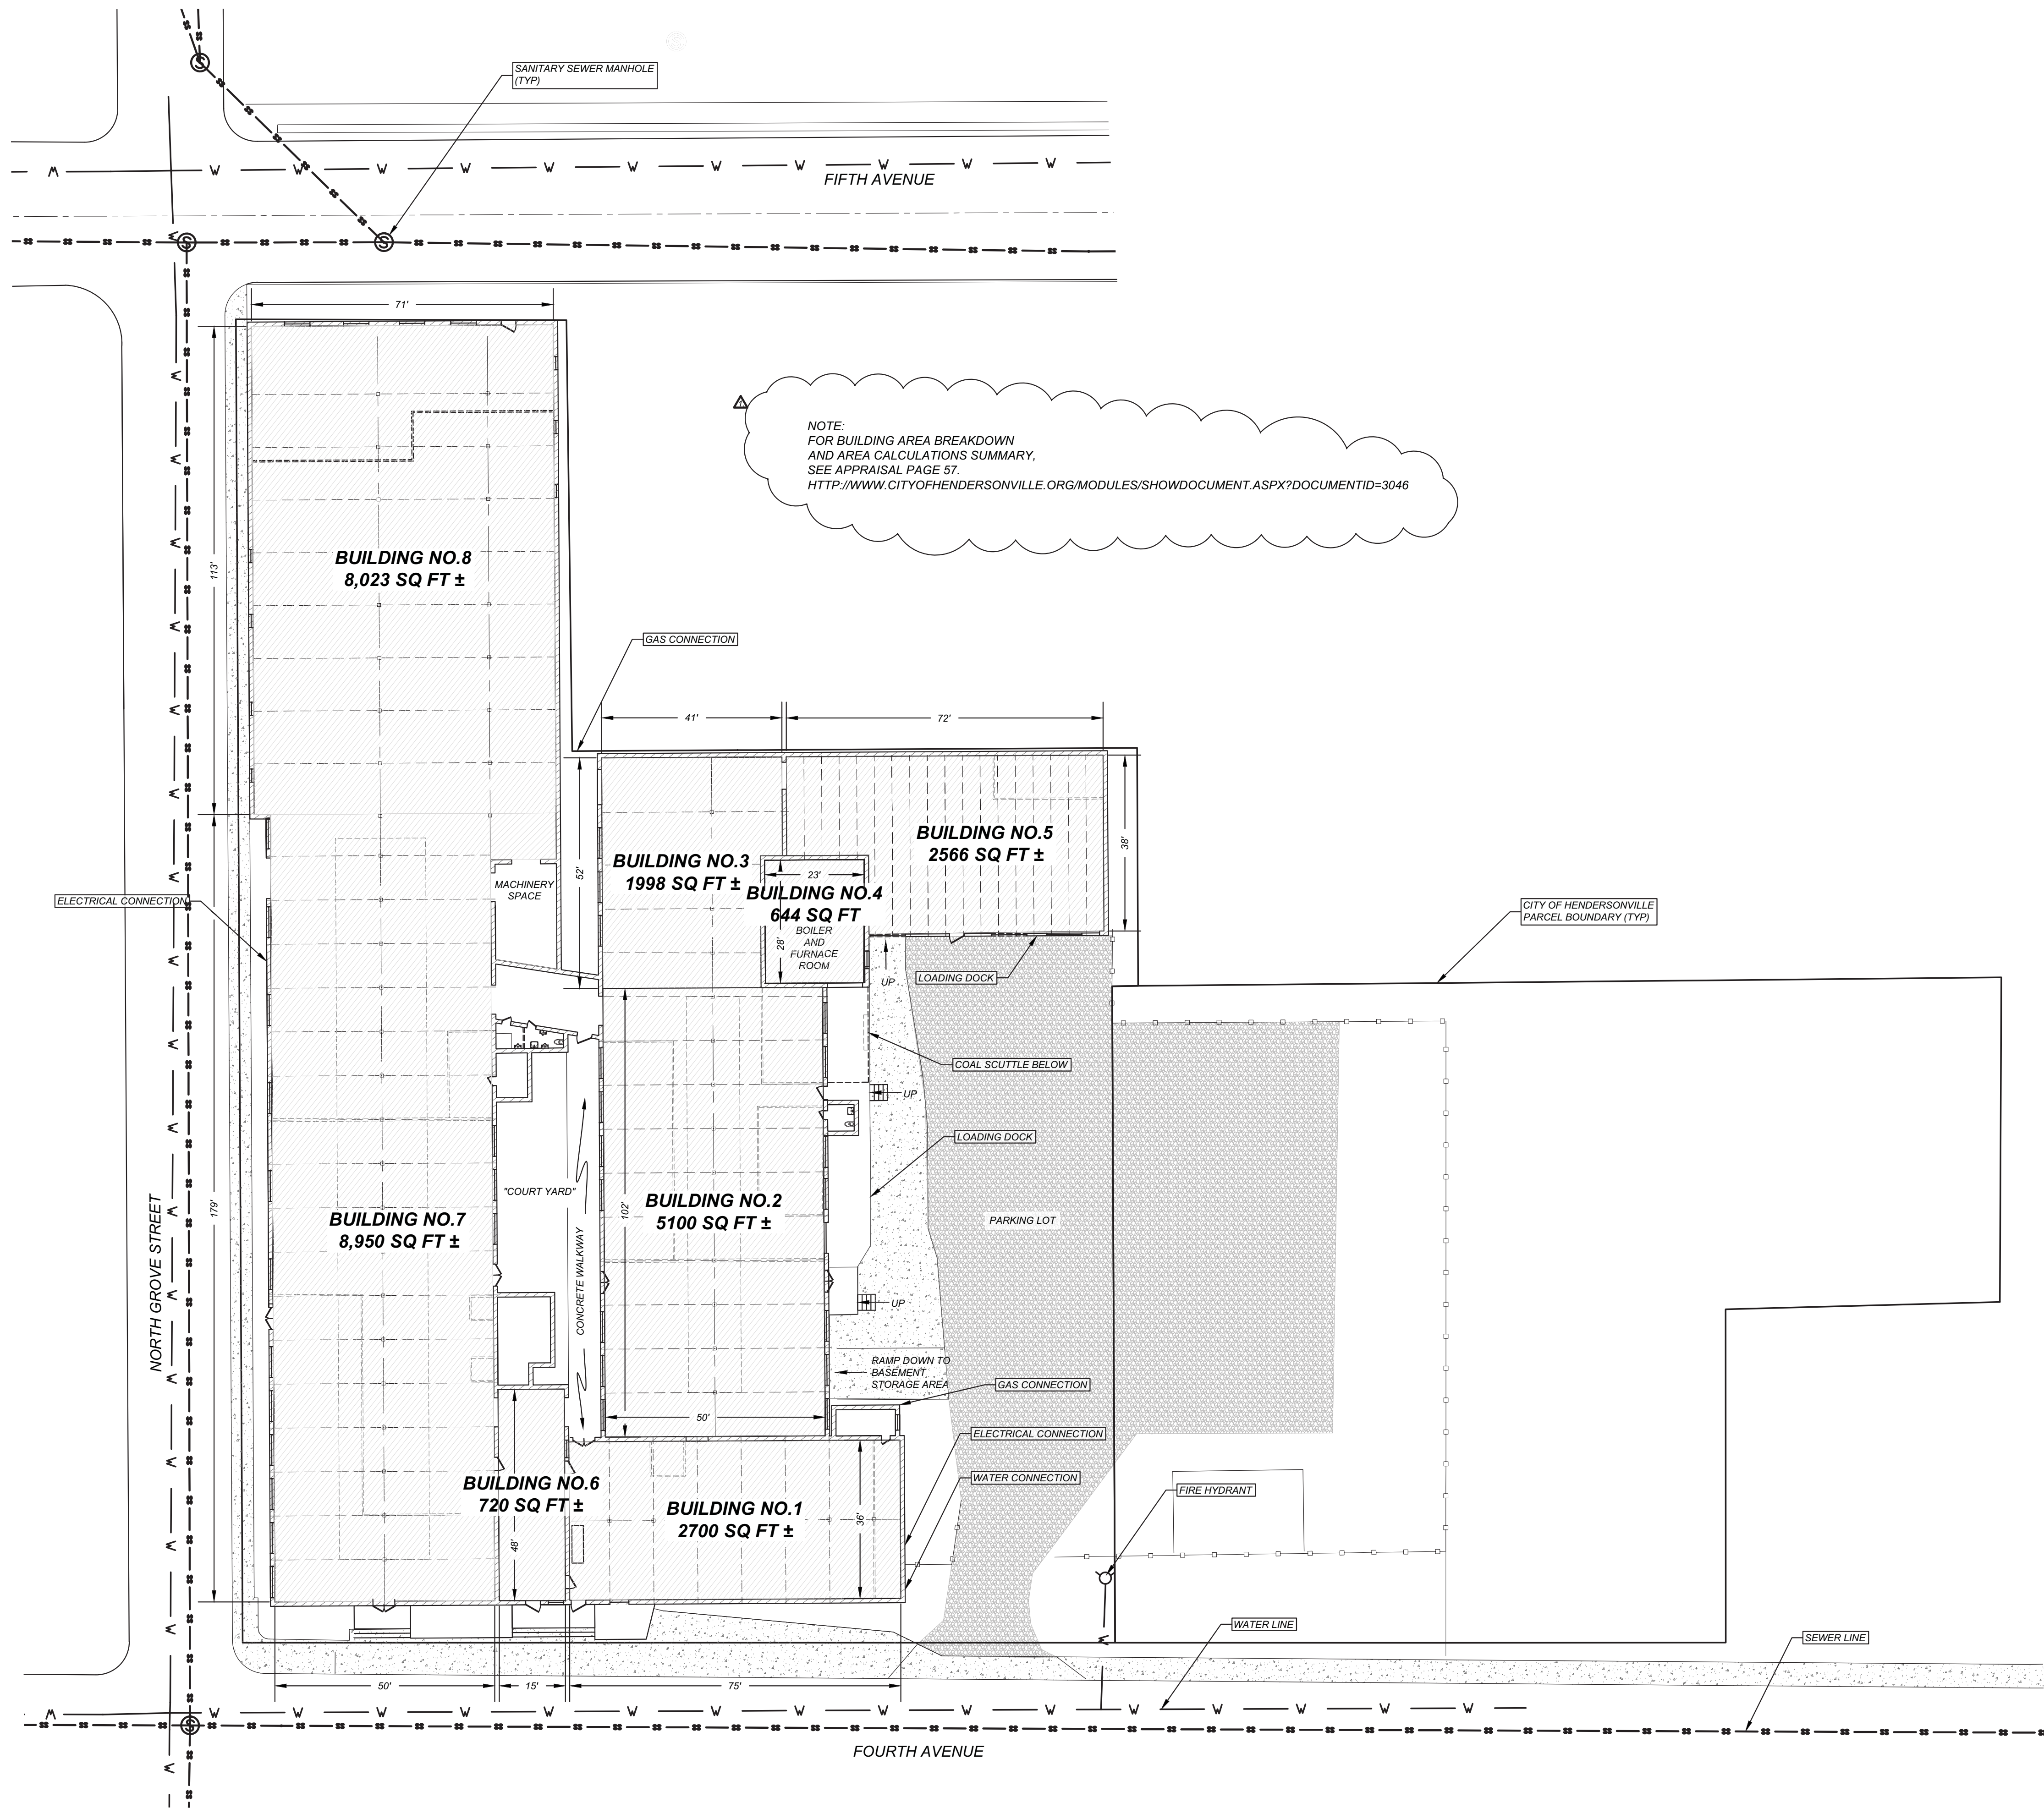 SANITARY SEWER MANHOLE
(TYP)
FIFTH AVENUE
71'
NOTE:
FOR BUILDING AREA BREAKDOWN
AND AREA CALCULATIONS SUMMARY,
SEE APPRAISAL PAGE 57.
HTTP://WWW.CITYOFHENDERSONVILLE.ORG/MODULES/SHOWDOCUMENT.ASPX?DOCUMENTID=3046
BUILDING NO.8
8,023 SQ FT ±
113'
GAS CONNECTION
41'
72'
BUILDING NO.5
2566 SQ FT ±
38'
BUILDING NO.3
1998 SQ FT ±
52'
23'
BUILDING NO.4
644 SQ FT
28'
BOILER
AND
FURNACE
ROOM
MACHINERY
SPACE
ELECTRICAL CONNECTION
CITY OF HENDERSONVILLE
PARCEL BOUNDARY (TYP)
LOADING DOCK
UP
COAL SCUTTLE BELOW
UP
LOADING DOCK
"COURT YARD"
BUILDING NO.2
5100 SQ FT ±
102'
PARKING LOT
BUILDING NO.7
8,950 SQ FT ±
179'
NORTH GROVE STREET
CONCRETE WALKWAY
UP
RAMP DOWN TO
BASEMENT
STORAGE AREA
GAS CONNECTION
50'
ELECTRICAL CONNECTION
WATER CONNECTION
FIRE HYDRANT
BUILDING NO.6
720 SQ FT ±
48'
BUILDING NO.1
2700 SQ FT ±
36'
WATER LINE
SEWER LINE
50'
15'
75'
FOURTH AVENUE